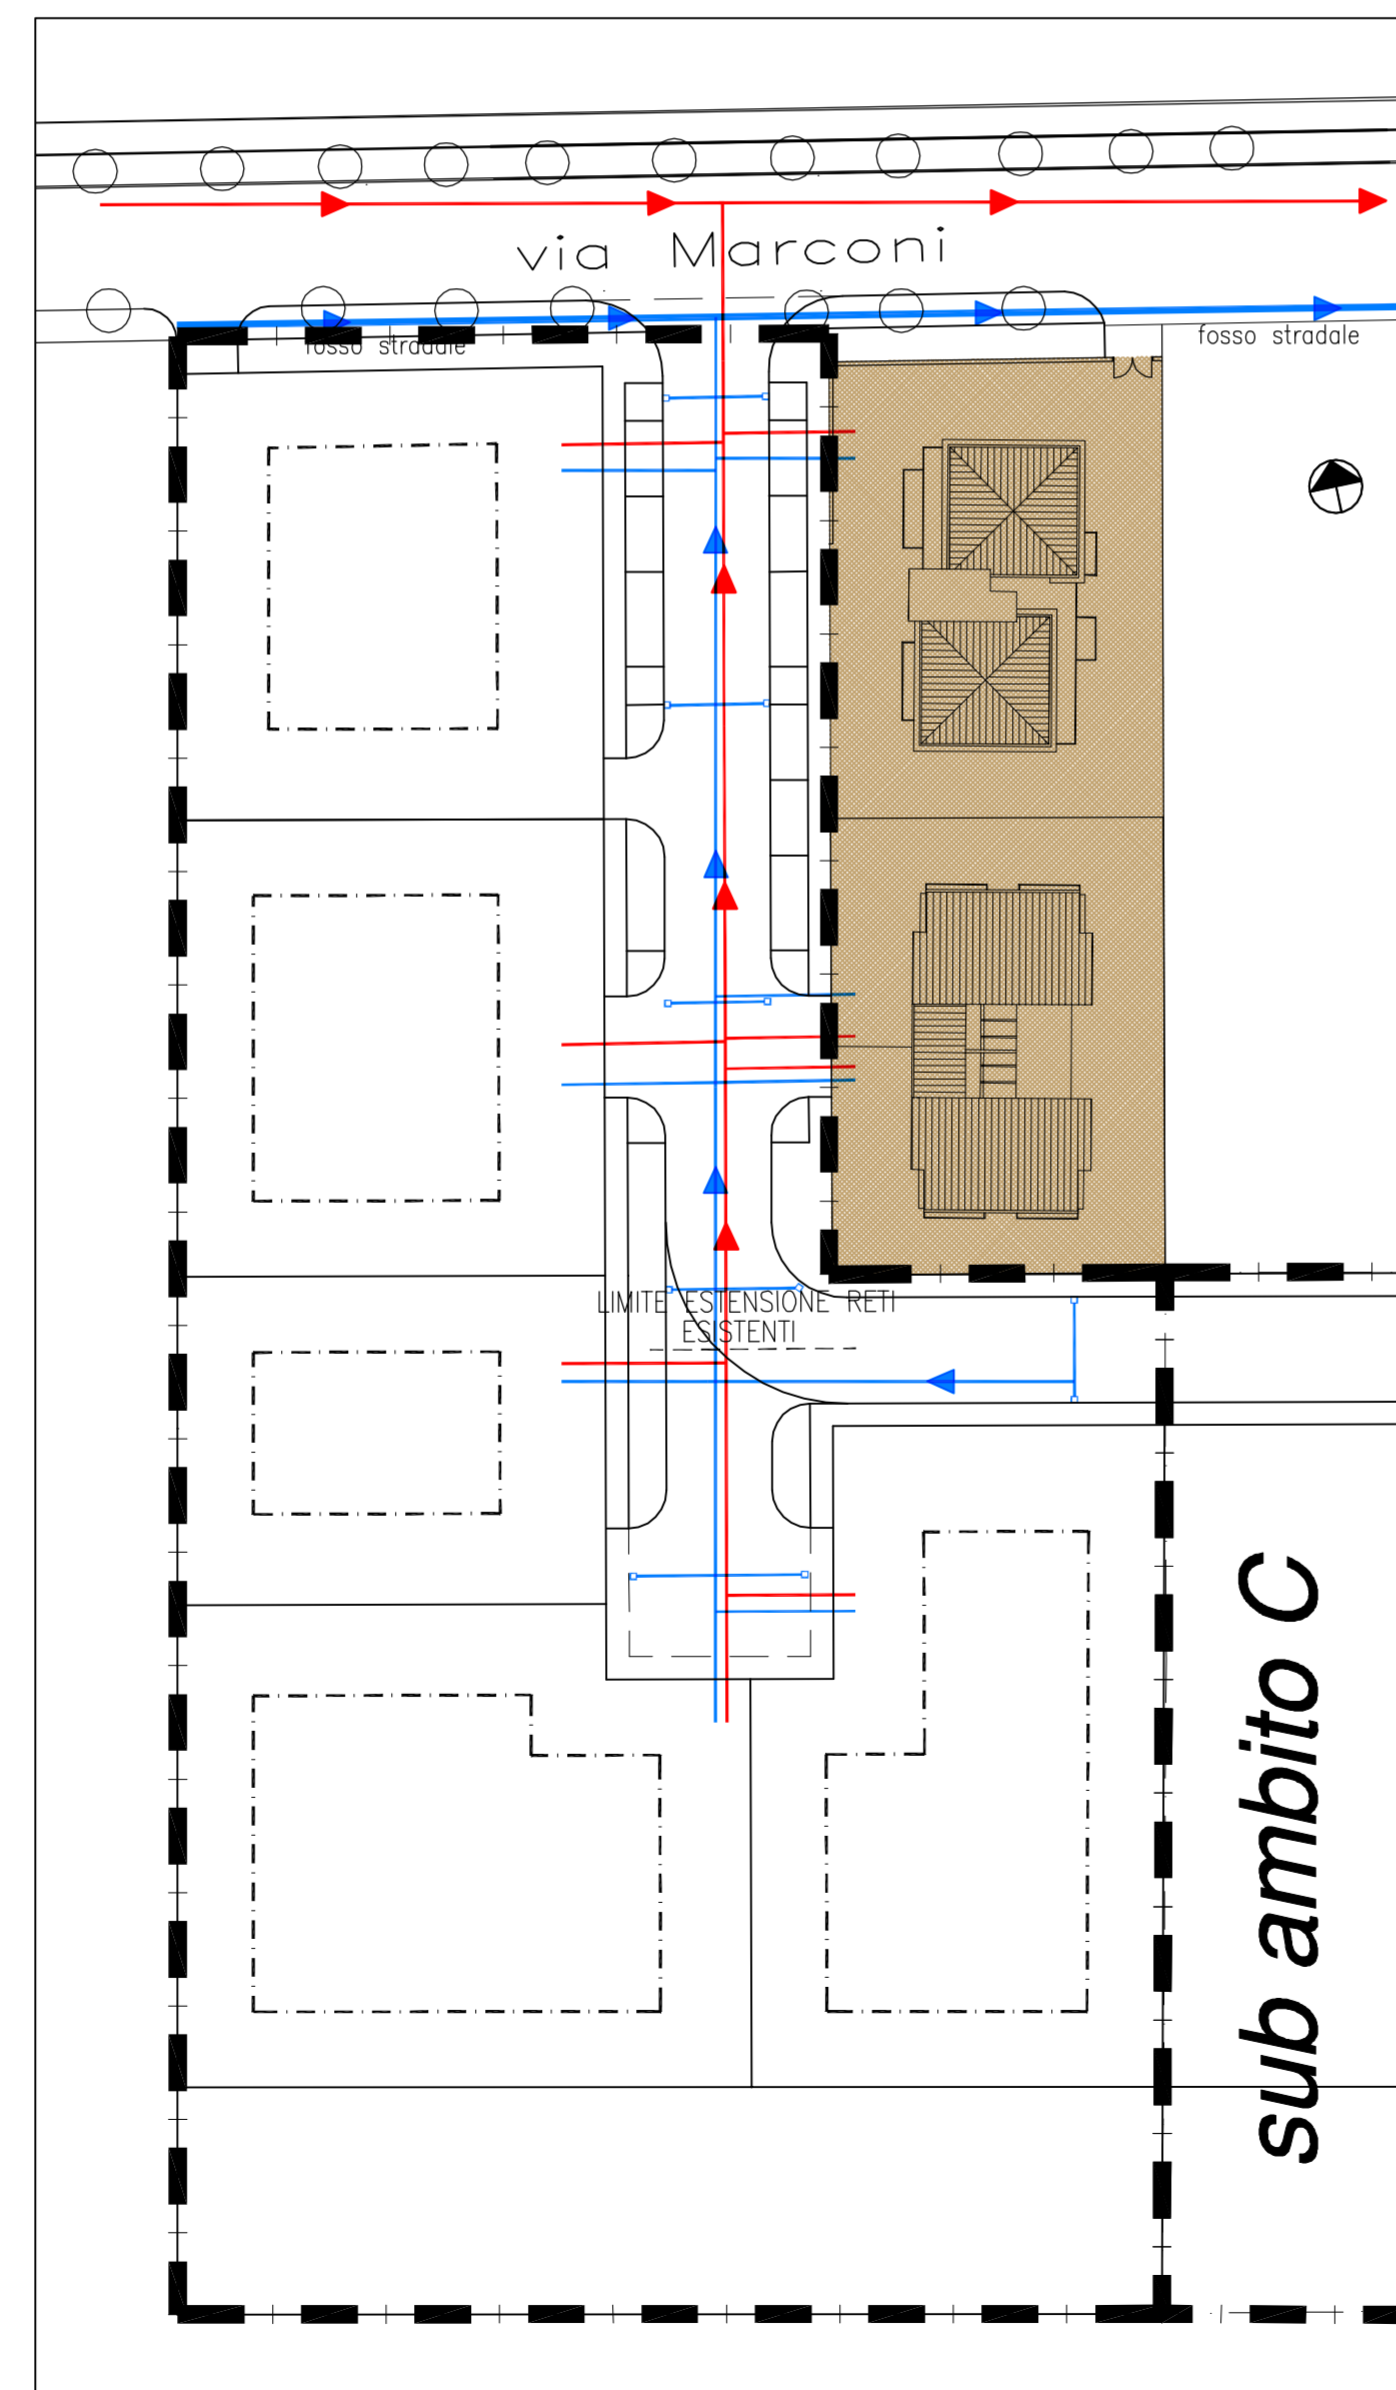 via Marconi
fosso stradale
fosso stradale
LIMITE ESTENSIONE RETI
ESISTENTI
sub ambito C